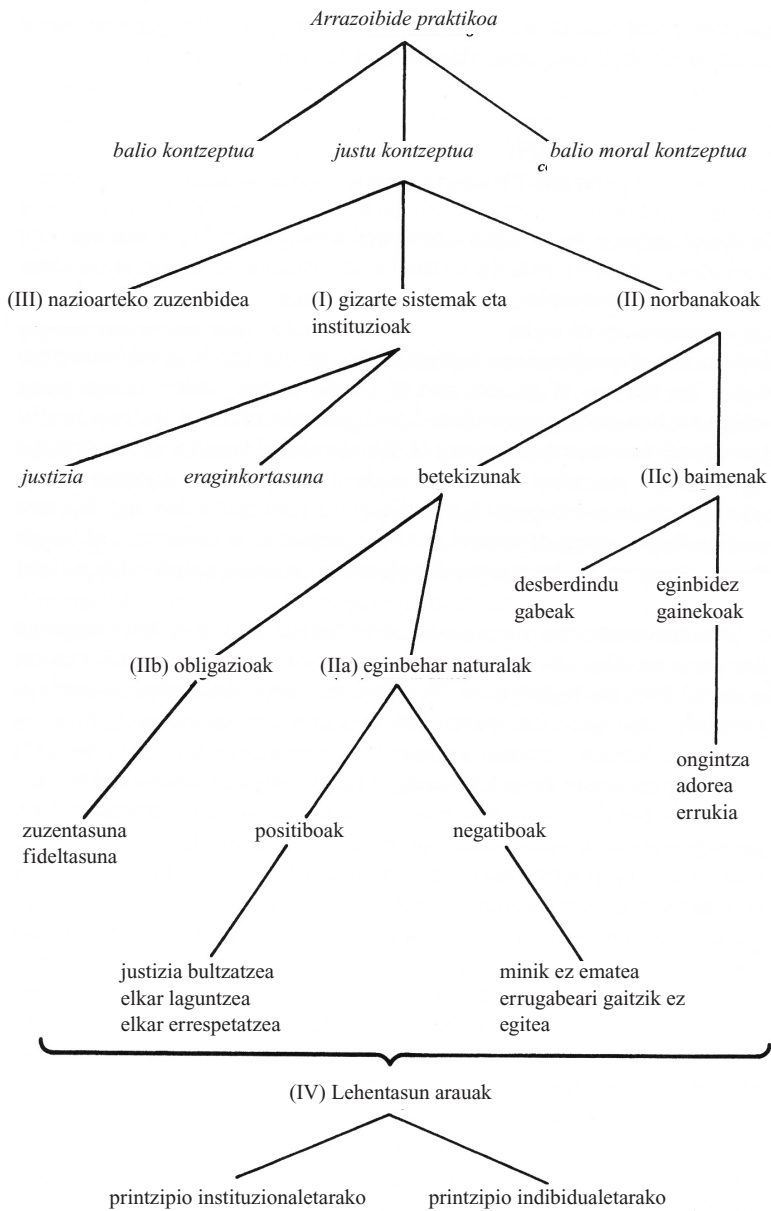 Arrazoibide praktikoa
balio kontzeptua
justu kontzeptua
balio moral kontzeptua
(III) nazioarteko zuzenbidea
(I) gizarte sistemak eta
instituzioak
(II) norbanakoak
justizia
eraginkortasuna
betekizunak
(IIc) baimenak
desberdindu
gabeak
eginbidez
gainekoak
(IIb) obligazioak
(IIa) eginbehar naturalak
ongintza
adorea
errukia
zuzentasuna
fideltasuna
positiboak
negatiboak
justizia bultzatzea
elkar laguntzea
elkar errespetatzea
minik ez ematea
errugabeari gaitzik ez
egitea
(IV) Lehentasun arauak
printzipio instituzionaletarako
printzipio indibidualetarako